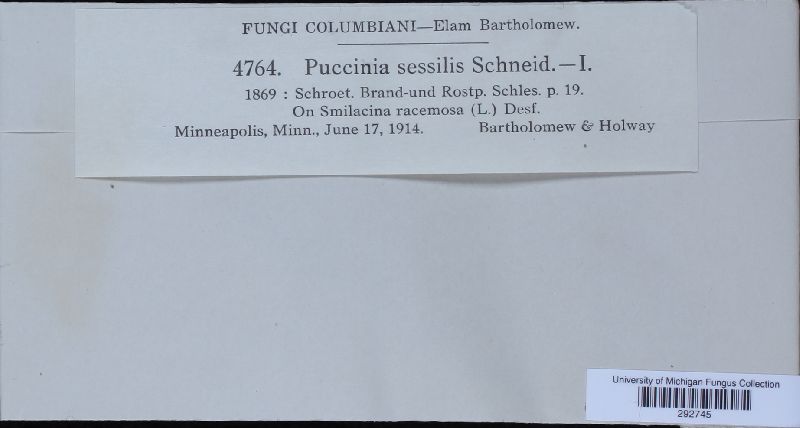 FUNGI COLUMBIANI—Elam Bartholomew.
4764. Puccinia sessilis Schneid.—I.
1869 : Schroet. Brand-und Rostp. Schles. p. 19.
On Smilacina racemosa (L.) Desf.
Minneapolis, Minn., June 17, 1914. Bartholomew & Holway
University of Michigan Fungus Collection
292745